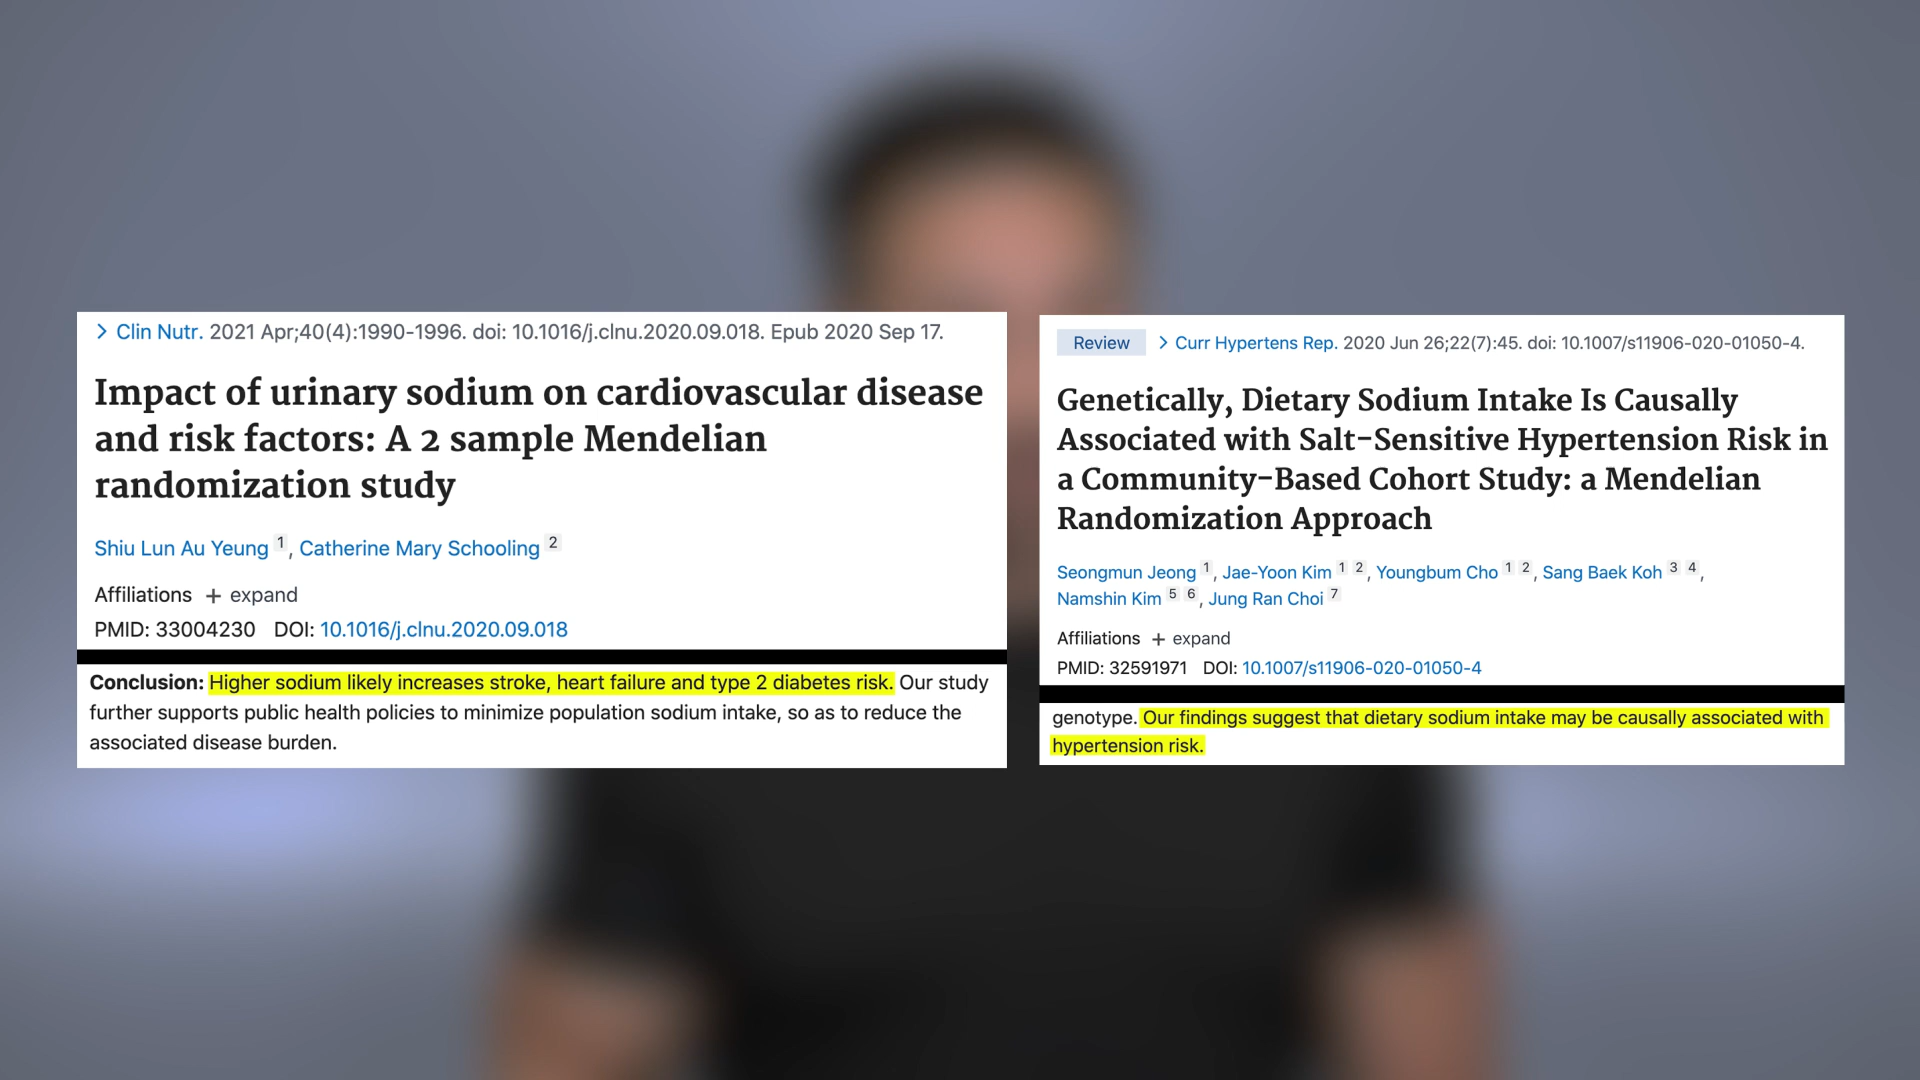 > Clin Nutr. 2021 Apr;40(4):1990-1996. doi: 10.1016/j.clnu.2020.09.018. Epub 2020 Sep 17.
Impact of urinary sodium on cardiovascular disease
and risk factors: A 2 sample Mendelian
randomization study
Shiu Lun Au Yeung 1, Catherine Mary Schooling 2
Affiliations + expand
PMID: 33004230 DOI: 10.1016/j.clnu.2020.09.018
Conclusion: Higher sodium likely increases stroke, heart failure and type 2 diabetes risk. Our study
further supports public health policies to minimize population sodium intake, so as to reduce the
associated disease burden.
Review > Curr Hypertens Rep. 2020 Jun 26;22(7):45. doi: 10.1007/s11906-020-01050-4.
Genetically, Dietary Sodium Intake Is Causally
Associated with Salt-Sensitive Hypertension Risk in
a Community-Based Cohort Study: a Mendelian
Randomization Approach
Seongmun Jeong 1, Jae-Yoon Kim 1 2, Youngbum Cho 1 2, Sang Baek Koh 3 4,
Namshin Kim 5 6, Jung Ran Choi 7
Affiliations + expand
PMID: 32591971 DOI: 10.1007/s11906-020-01050-4
genotype. Our findings suggest that dietary sodium intake may be causally associated with
hypertension risk.